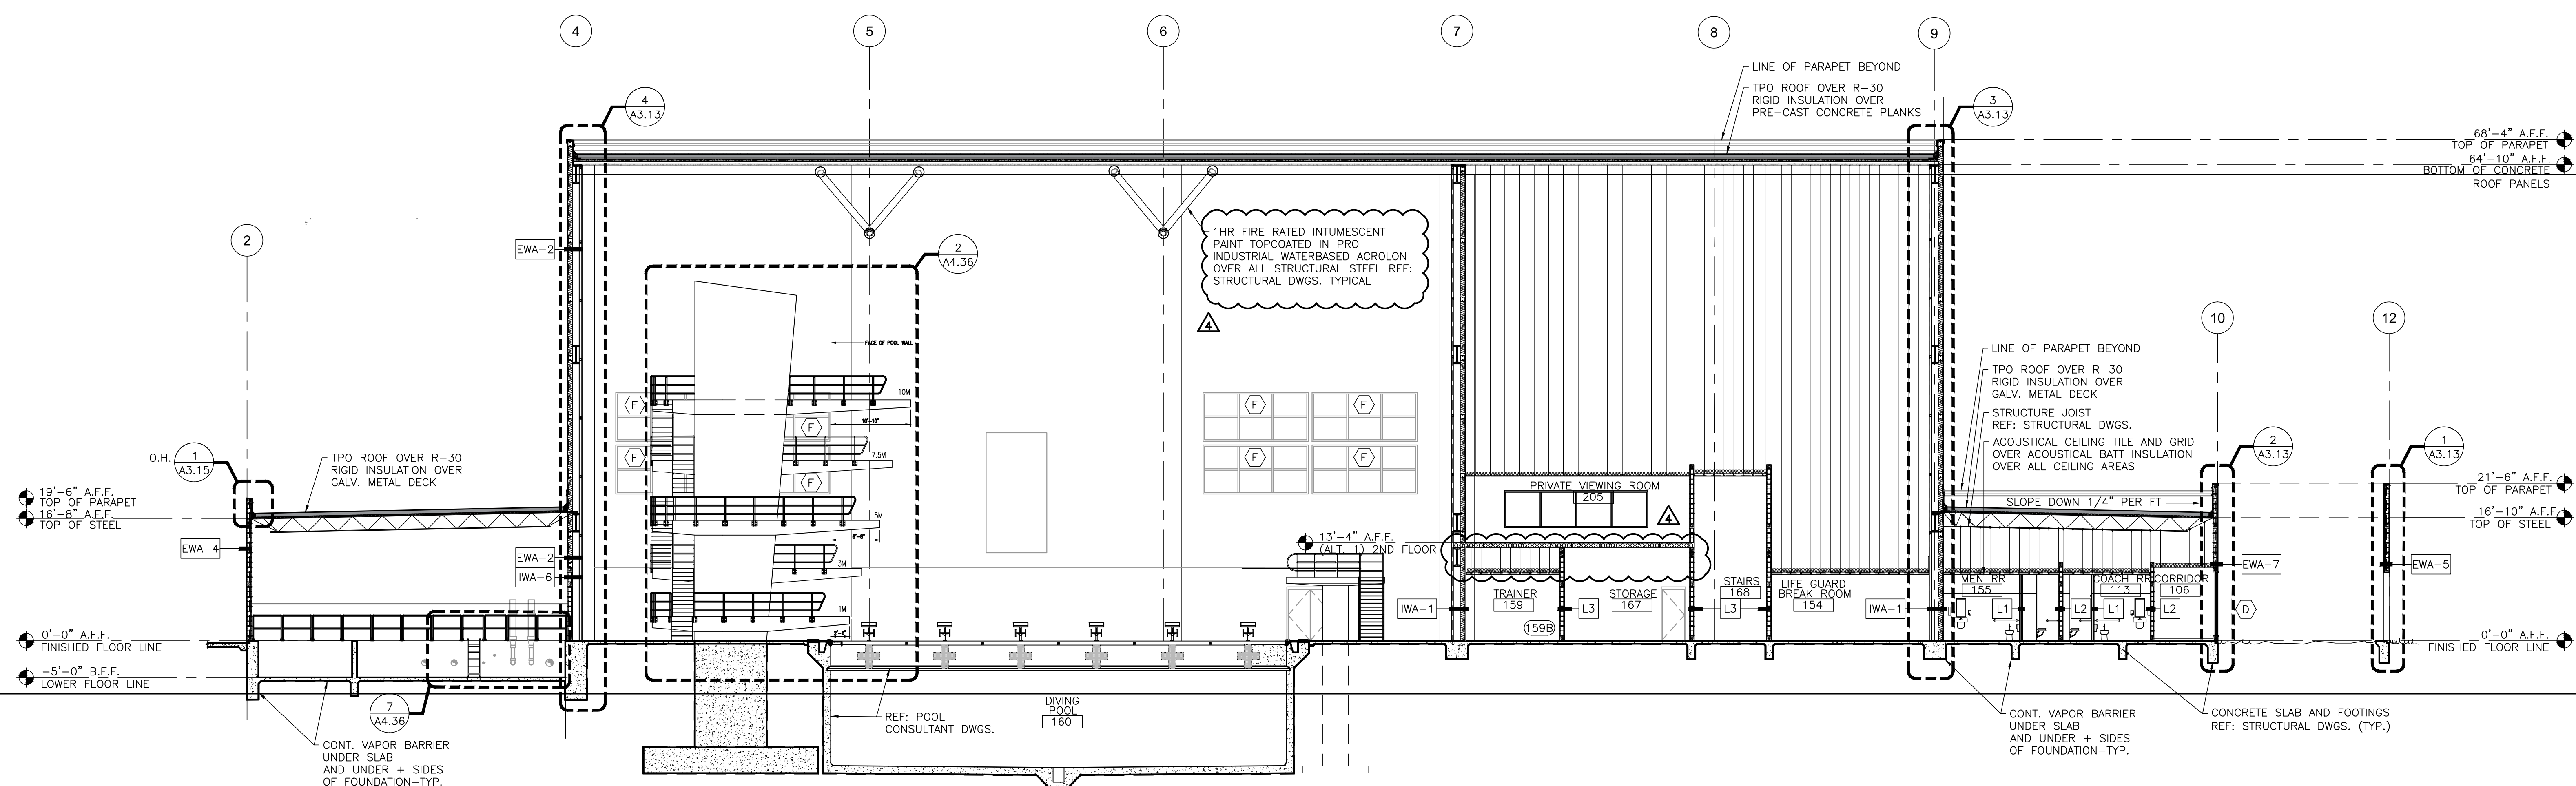 4
5
6
7
8
9
2
10
12
4
A3.13
3
A3.13
LINE OF PARAPET BEYOND
TPO ROOF OVER R-30
RIGID INSULATION OVER
PRE-CAST CONCRETE PLANKS
68'-4" A.F.F.
TOP OF PARAPET
64'-10" A.F.F.
BOTTOM OF CONCRETE
ROOF PANELS
EWA-2
2
A4.36
1HR FIRE RATED INTUMESCENT
PAINT TOPCOATED IN PRO
INDUSTRIAL WATERBASED ACROLON
OVER ALL STRUCTURAL STEEL REF:
STRUCTURAL DWGS. TYPICAL
4
FACE OF POOL WALL
10M
10'-10"
7.5M
5M
6'-8"
3M
1M
2'-6"
F
F
F
F
F
F
F
F
O.H.
1
A3.15
TPO ROOF OVER R-30
RIGID INSULATION OVER
GALV. METAL DECK
19'-6" A.F.F.
TOP OF PARAPET
16'-8" A.F.F.
TOP OF STEEL
EWA-4
EWA-2
IWA-6
0'-0" A.F.F.
FINISHED FLOOR LINE
-5'-0" B.F.F.
LOWER FLOOR LINE
7
A4.36
CONT. VAPOR BARRIER
UNDER SLAB
AND UNDER + SIDES
OF FOUNDATION-TYP.
REF: POOL
CONSULTANT DWGS.
DIVING
POOL
160
13'-4" A.F.F.
(ALT. 1) 2ND FLOOR
PRIVATE VIEWING ROOM
205
4
IWA-1
TRAINER
159
159B
L3
STORAGE
167
L3
STAIRS
168
LIFE GUARD
BREAK ROOM
154
IWA-1
MEN RR
155
L1
L2
COACH RR
113
L1
CORRIDOR
106
L2
LINE OF PARAPET BEYOND
TPO ROOF OVER R-30
RIGID INSULATION OVER
GALV. METAL DECK
STRUCTURE JOIST
REF: STRUCTURAL DWGS.
ACOUSTICAL CEILING TILE AND GRID
OVER ACOUSTICAL BATT INSULATION
OVER ALL CEILING AREAS
SLOPE DOWN 1/4" PER FT
2
A3.13
1
A3.13
21'-6" A.F.F.
TOP OF PARAPET
16'-10" A.F.F
TOP OF STEEL
EWA-7
EWA-5
D
0'-0" A.F.F.
FINISHED FLOOR LINE
CONT. VAPOR BARRIER
UNDER SLAB
AND UNDER + SIDES
OF FOUNDATION-TYP.
CONCRETE SLAB AND FOOTINGS
REF: STRUCTURAL DWGS. (TYP.)